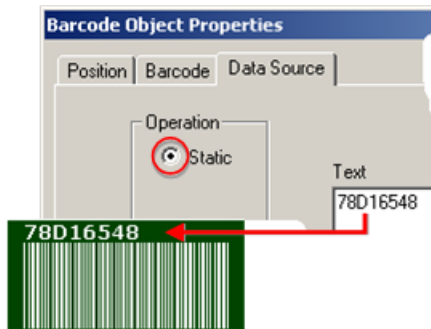 Barcode Object Properties
Position Barcode Data Source
Operation
Static
Text
78D16548
78D16548